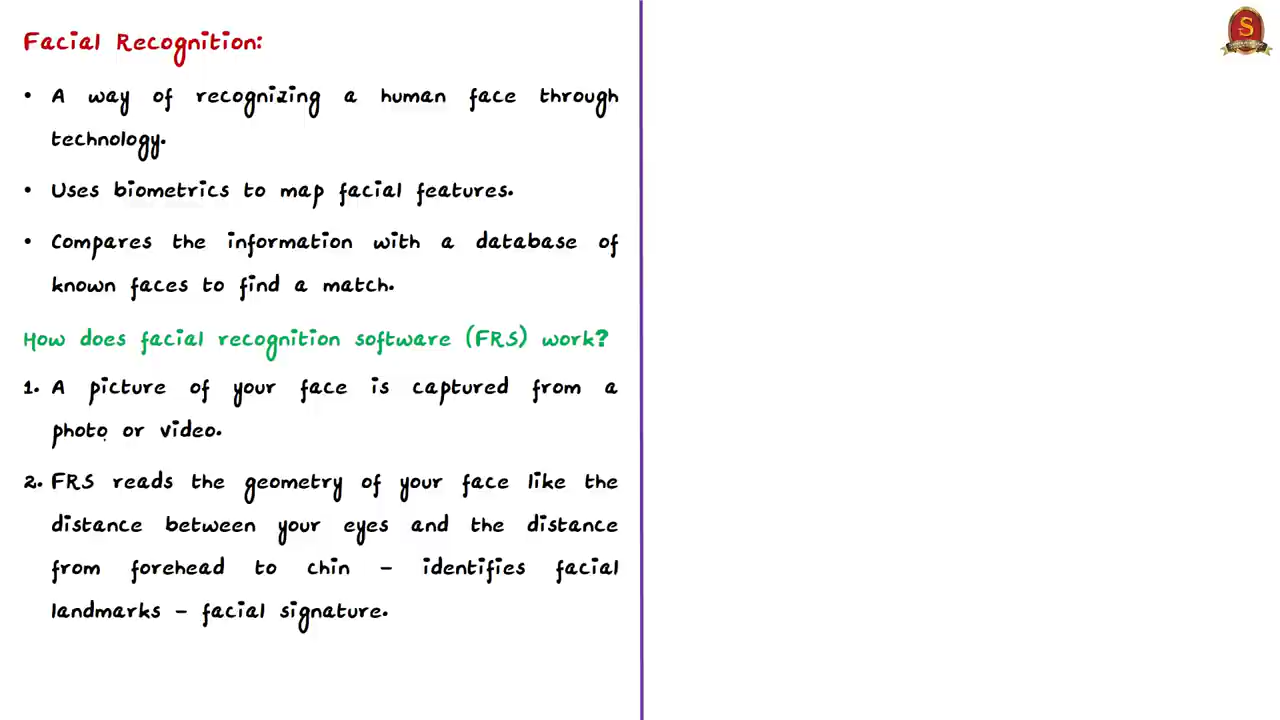 Facial Recognition:
• A way of recognizing a human face through
technology.
• Uses biometrics to map facial features.
• Compares the information with a database of
known faces to find a match.
How does facial recognition software (FRS) work?
1. A picture of your face is captured from a
photo or video.
2. FRS reads the geometry of your face like the
distance between your eyes and the distance
from forehead to chin – identifies facial
landmarks – facial signature.
S